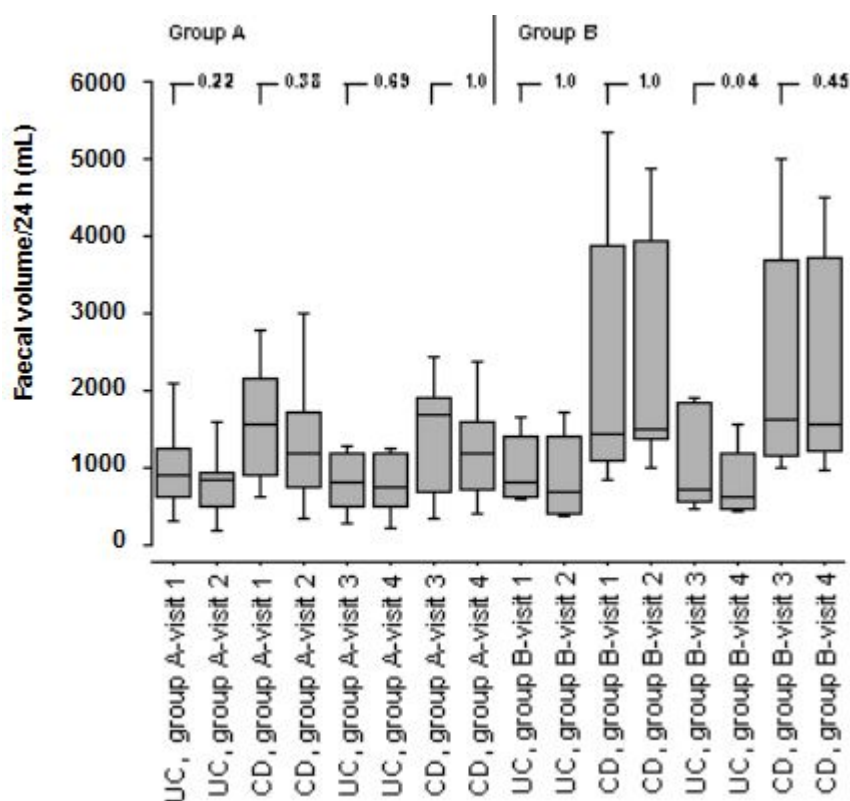 Group A
Group B
0.22
0.38
0.69
1.0
1.0
1.0
0.04
0.45
Faecal volume/24 h (mL)
6000
5000
4000
3000
2000
1000
0
UC, group A-visit 1
UC, group A-visit 2
CD, group A-visit 1
CD, group A-visit 2
UC, group A-visit 3
UC, group A-visit 4
CD, group A-visit 3
CD, group A-visit 4
UC, group B-visit 1
UC, group B-visit 2
CD, group B-visit 1
CD, group B-visit 2
UC, group B-visit 3
UC, group B-visit 4
CD, group B-visit 3
CD, group B-visit 4